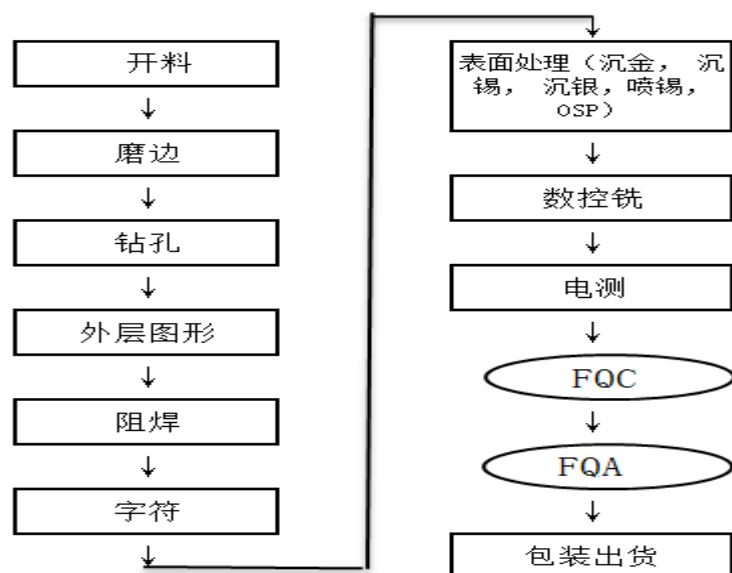 开料
磨边
钻孔
外层图形
阻焊
字符
表面处理（沉金， 沉
锡， 沉银，喷锡，
OSP）
数控铣
电测
FQC
FQA
包装出货